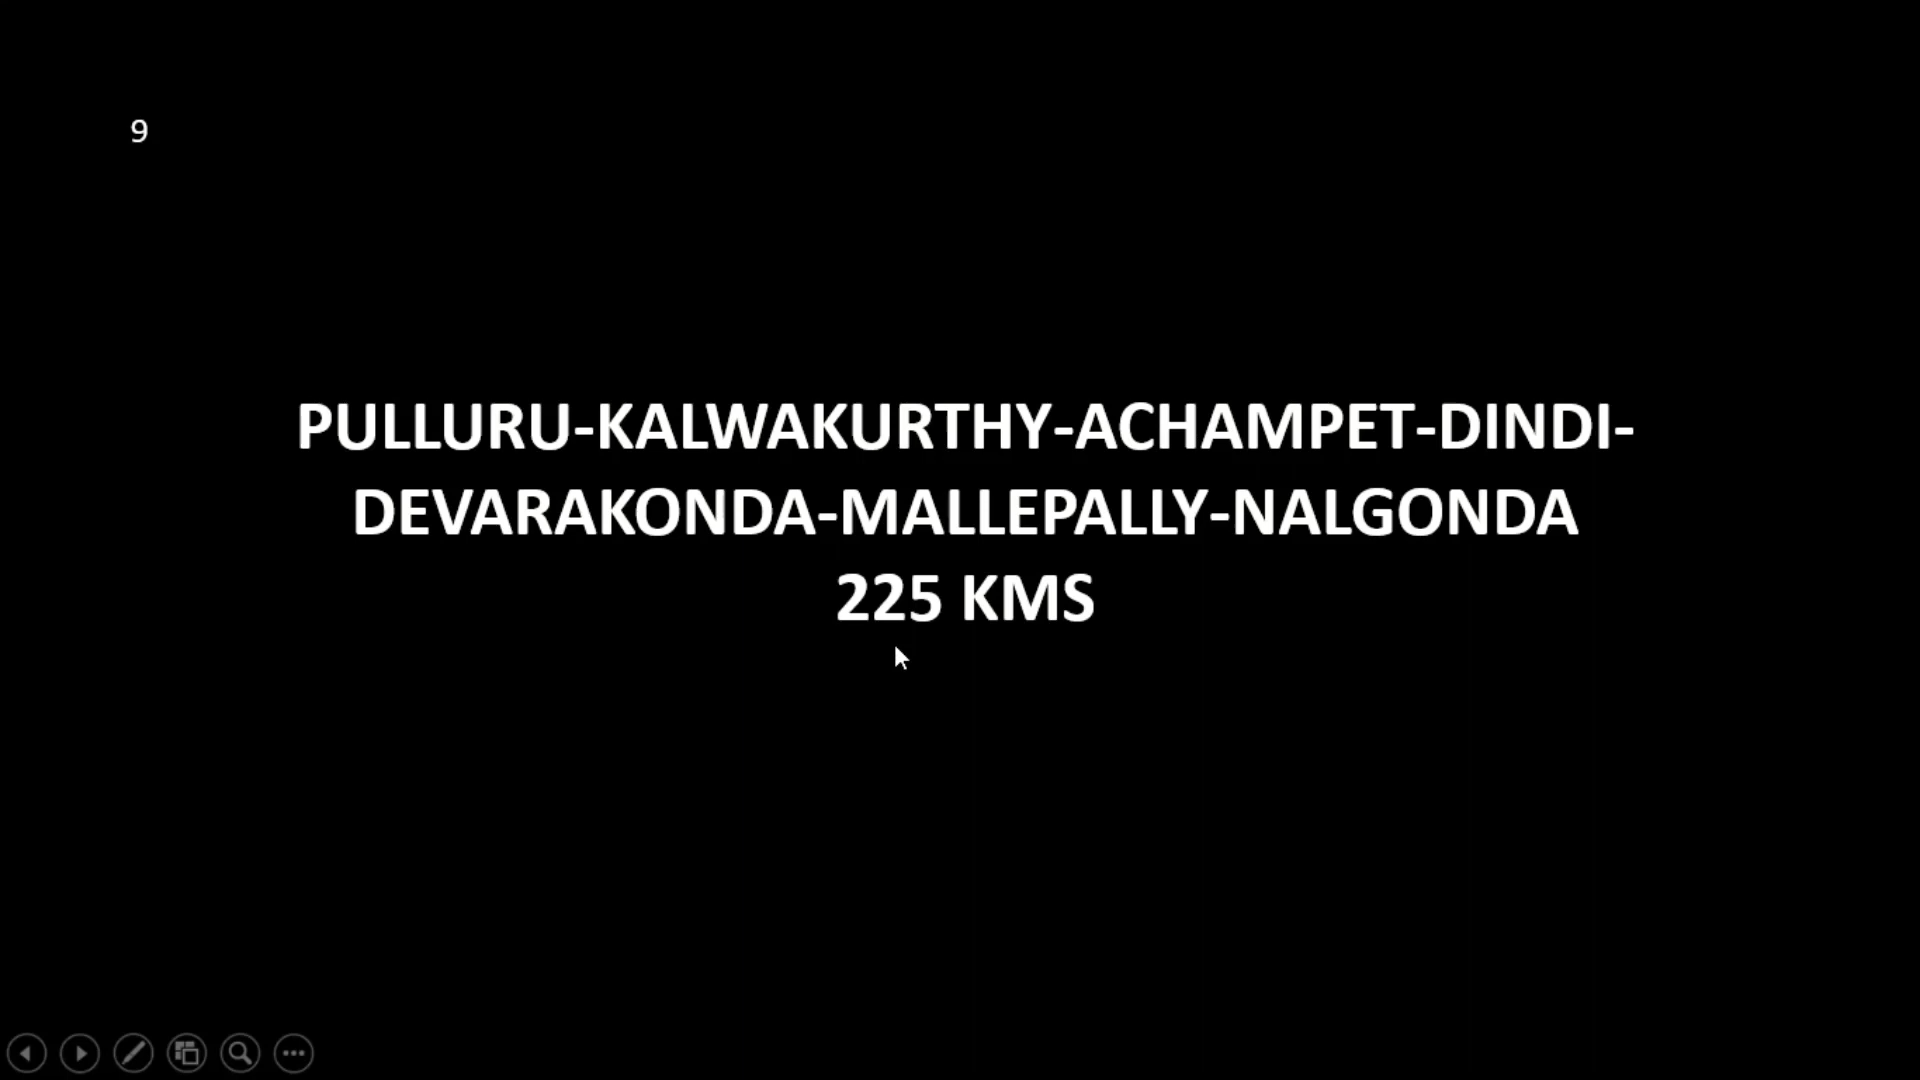 9
PULLURU-KALWAKURTHY-ACHAMPET-DINDI-
DEVARAKONDA-MALLEPALLY-NALGONDA
225 KMS